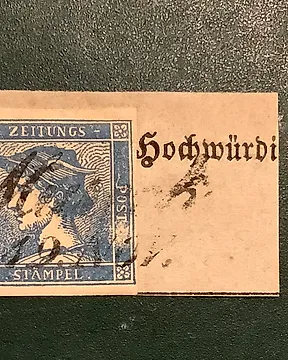 ZEITUNGS -
Hochwürdi
POST -
STÄMPEL